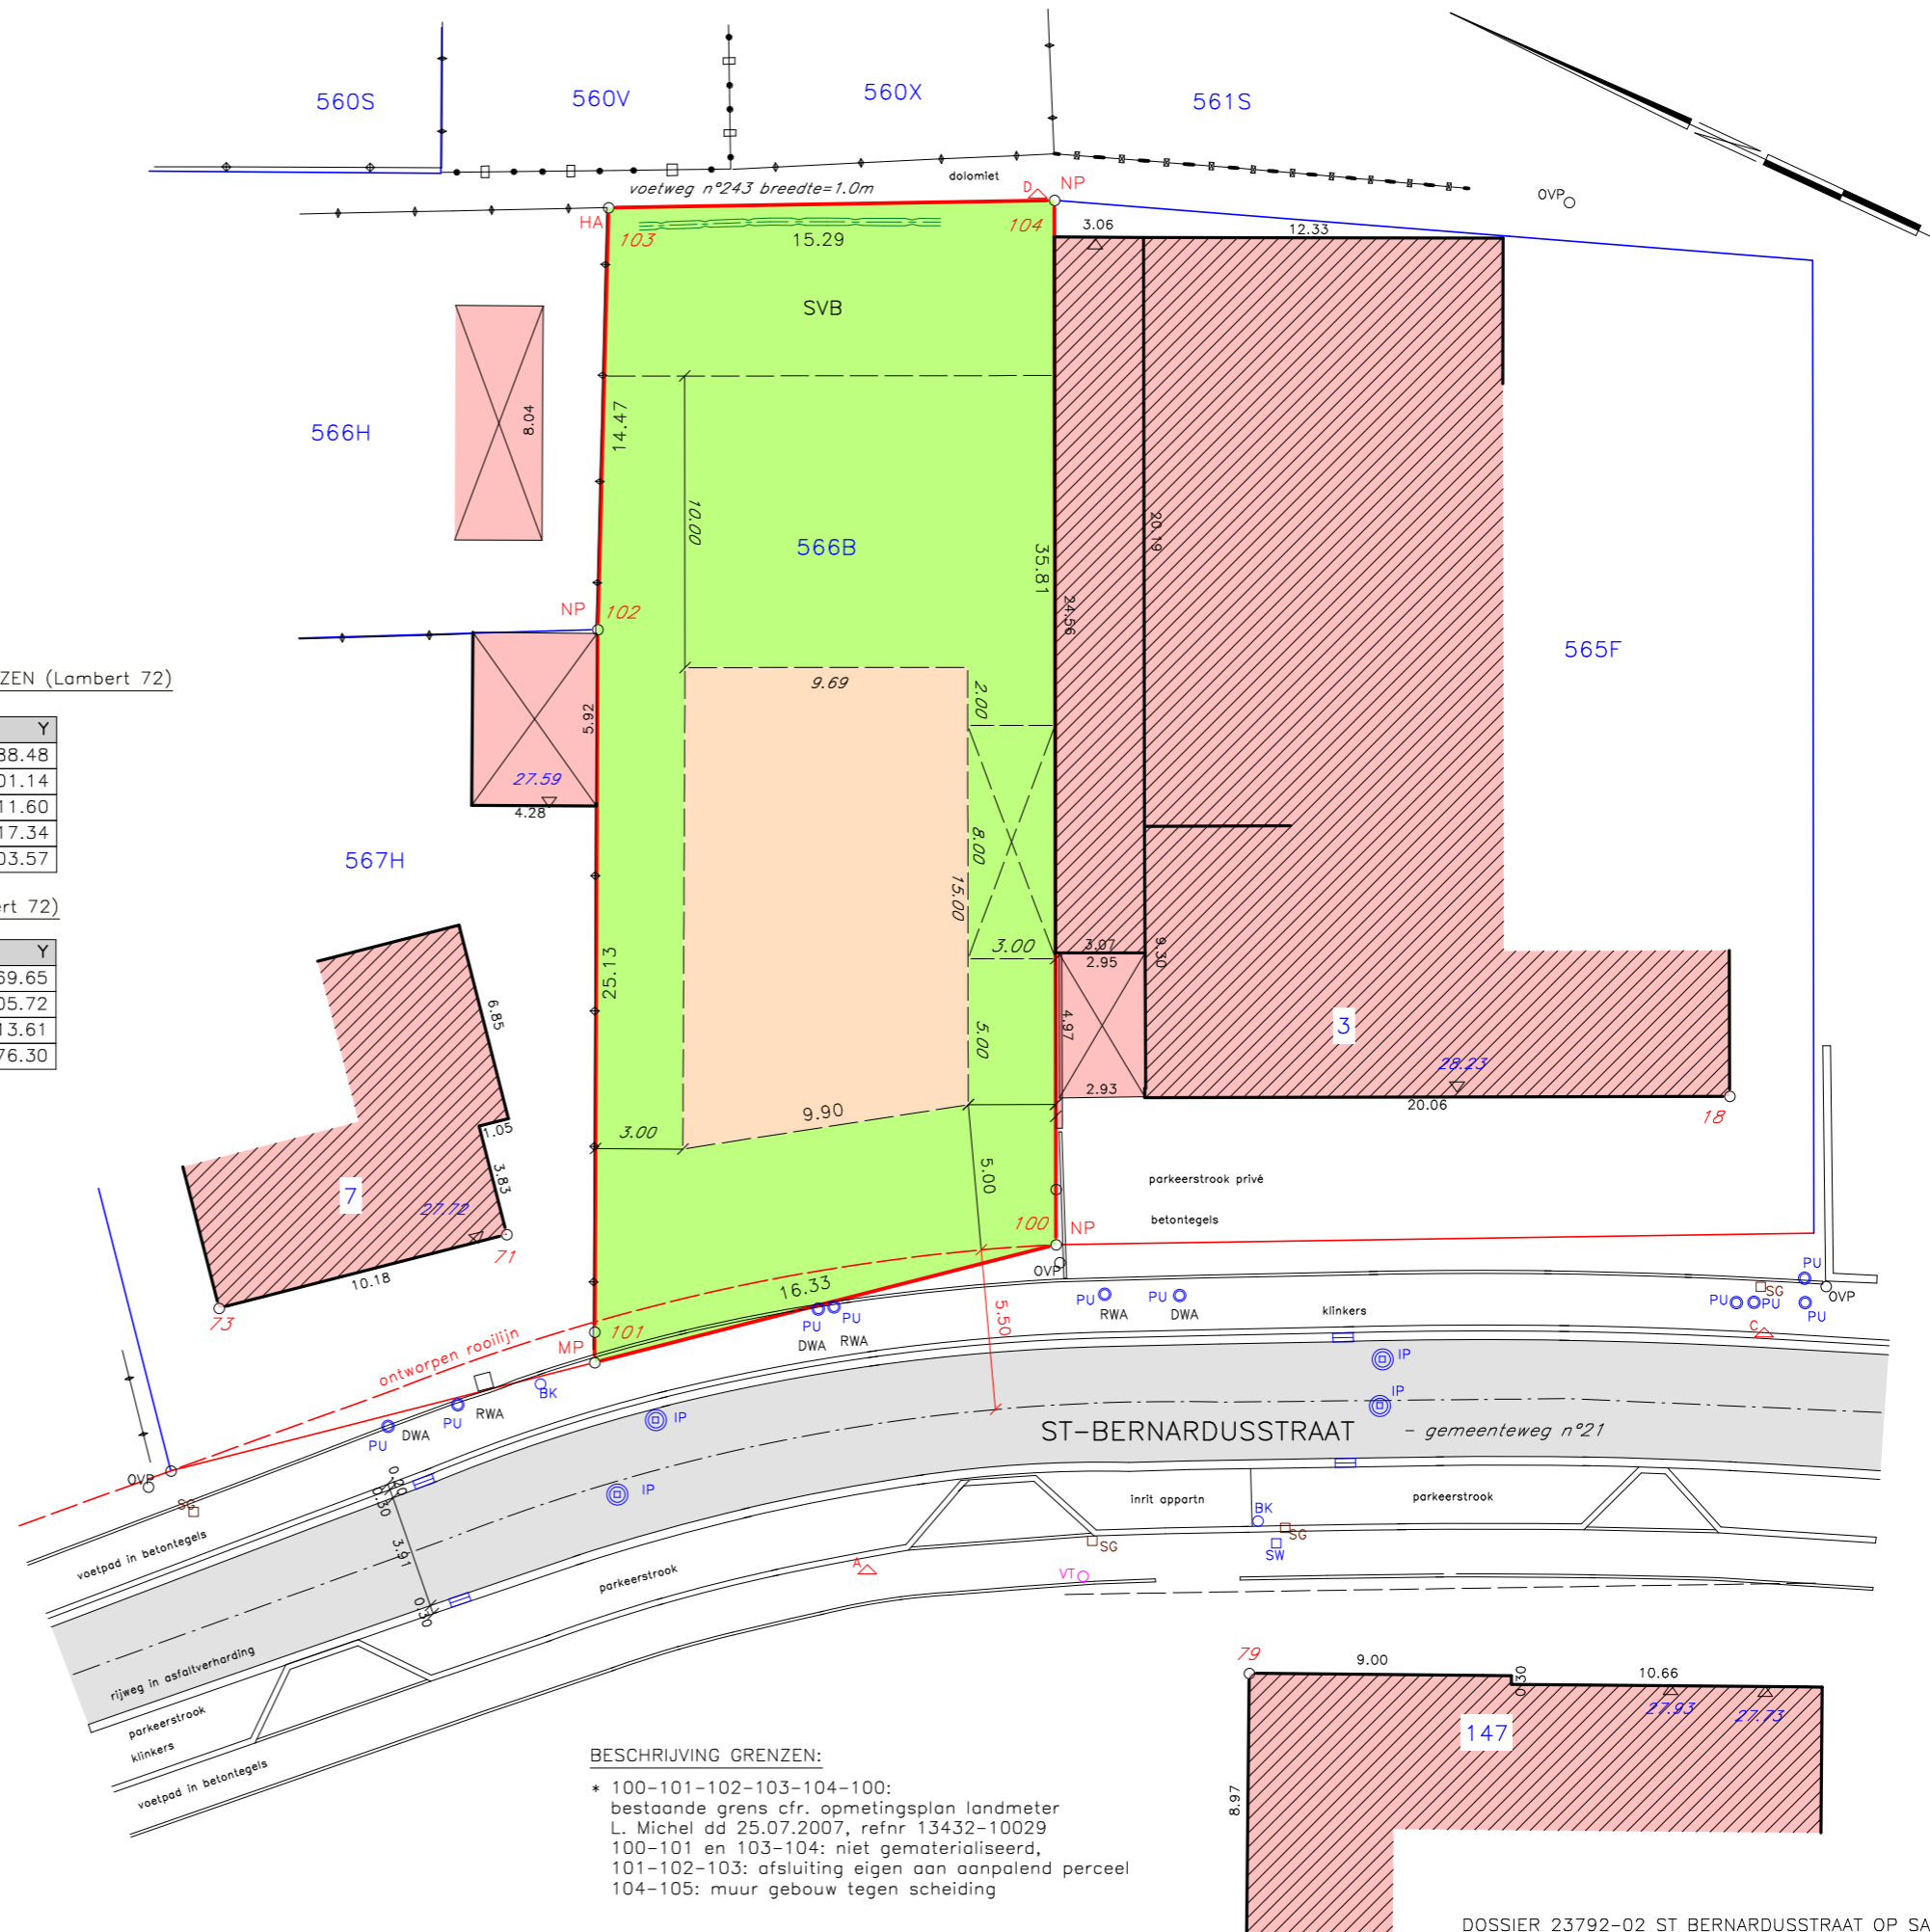 560S
560V
560X
561S
voetweg n°243 breedte=1.0m
dolomiet
D
NP
OVP
HA
103
15.29
104
3.06
12.33
SVB
8.04
14.47
566H
10.00
566B
35.81
20.19
24.56
NP
102
565F
ZEN (Lambert 72)
Y
88.48
01.14
11.60
17.34
03.57
9.69
2.00
5.92
27.59
4.28
8.00
15.00
567H
ert 72)
Y
69.65
05.72
13.61
76.30
25.13
3.00
3.07
2.95
9.30
6.85
4.97
5.00
3
28.23
2.93
20.06
18
9.90
3.00
1.05
3.83
5.00
parkeerstrook privé
betontegels
7
27.72
71
10.18
73
100
NP
OVP
16.33
5.50
101
MP
ontworpen rooilijn
PU
PU
DWA
RWA
PU
RWA
PU
DWA
klinkers
PU
SG
OVP
PU
PU
PU
C
BK
PU
RWA
PU
DWA
IP
IP
IP
IP
ST-BERNARDUSSTRAAT
- gemeenteweg n°21
OVP
SG
0.20
0.30
3.91
0.30
voetpad in betontegels
rijweg in asfaltverharding
parkeerstrook
klinkers
voetpad in betontegels
parkeerstrook
A
VT
SG
inrit appartn
BK
SG
SW
parkeerstrook
79
9.00
0.30
10.66
27.93
27.73
147
8.97
BESCHRIJVING GRENZEN:
* 100-101-102-103-104-100:
bestaande grens cfr. opmetingsplan landmeter
L. Michel dd 25.07.2007, refnr 13432-10029
100-101 en 103-104: niet gematerialiseerd,
101-102-103: afsluiting eigen aan aanpalend perceel
104-105: muur gebouw tegen scheiding
DOSSIER 23792-02 ST BERNARDUSSTRAAT OP SA